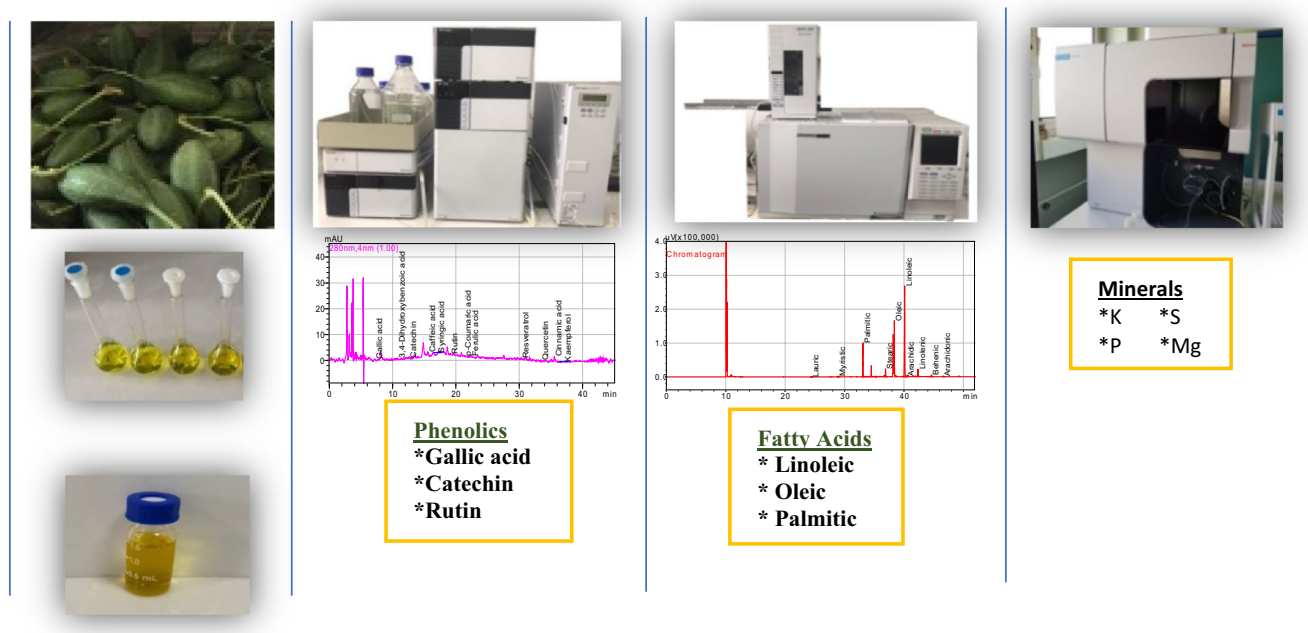 mAU
280nm,4nm (1.00)
40
30
20
10
0
Gallic acid
3,4-Dihydroxybenzoic acid
Catechin
Caffeic acid
Syringic acid
Rutin
p-Coumaric acid
Ferulic acid
Resveratrol
Quercetin
Cinnamic acid
Kaempferol
0 10 20 30 40 min
Phenolics
*Gallic acid
*Catechin
*Rutin
uV(x100,000)
4.0
Chromatogram
3.0
2.0
1.0
0.0
Lauric
Myristic
Palmitic
Stearic
Oleic
Linoleic
Arachidic
Linolenic
Behenic
Arachidonic
0 10 20 30 40 min
Fatty Acids
* Linoleic
* Oleic
* Palmitic
Minerals
*K *S
*P *Mg